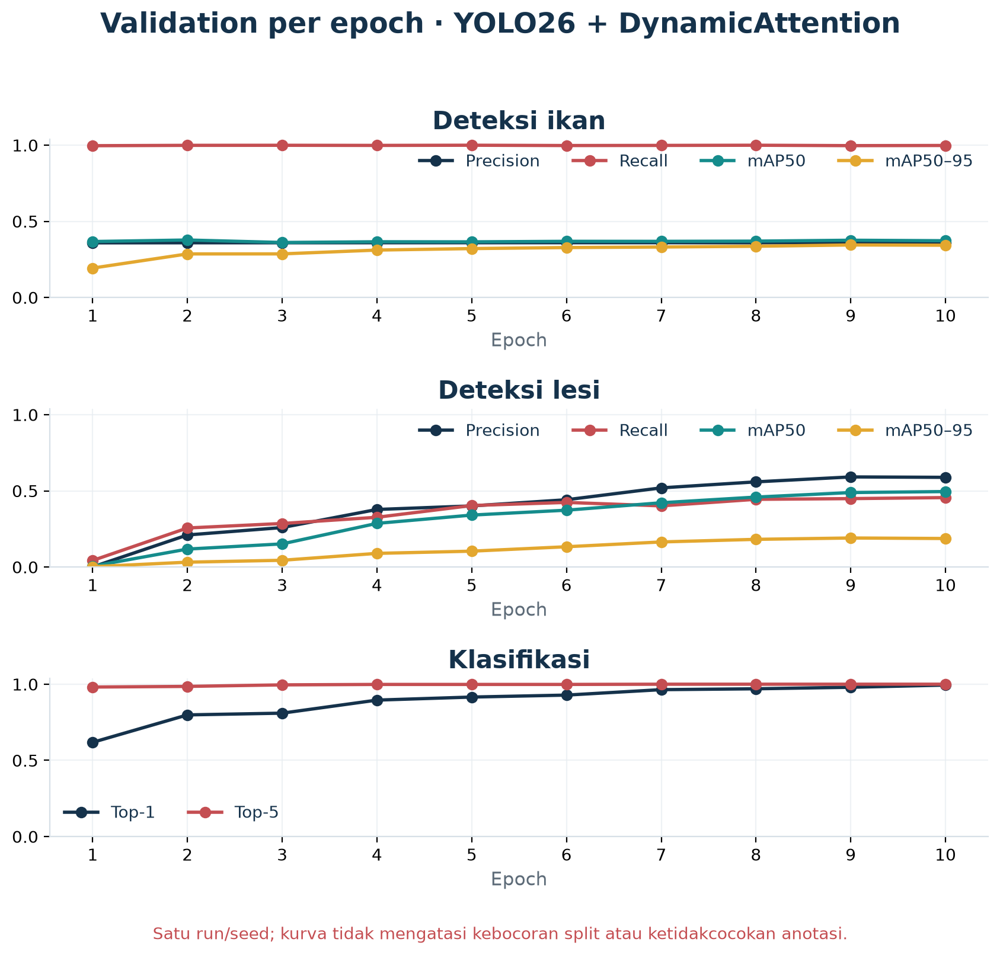 Validation per epoch · YOLO26 + DynamicAttention
Deteksi ikan
1.0
Precision Recall mAP50 mAP50–95
0.5
0.0
1 2 3 4 5 6 7 8 9 10
Epoch
Deteksi lesi
1.0
Precision Recall mAP50 mAP50–95
0.5
0.0
1 2 3 4 5 6 7 8 9 10
Epoch
Klasifikasi
1.0
0.5
Top-1 Top-5
0.0
1 2 3 4 5 6 7 8 9 10
Epoch
Satu run/seed; kurva tidak mengatasi kebocoran split atau ketidakcocokan anotasi.